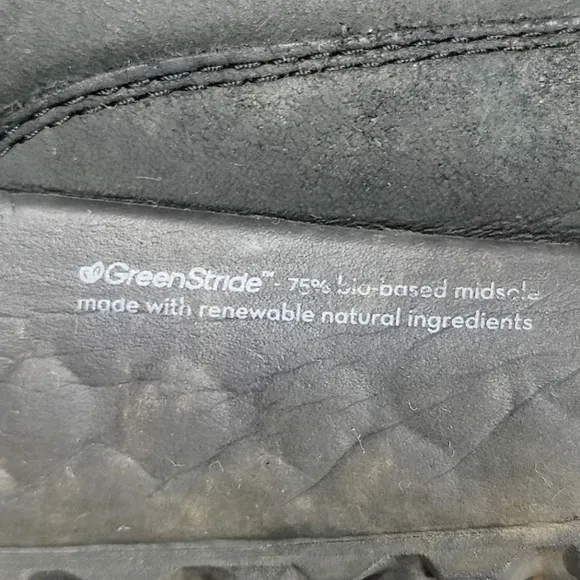 GreenStride™ - 75% bio-based midsole
made with renewable natural ingredients